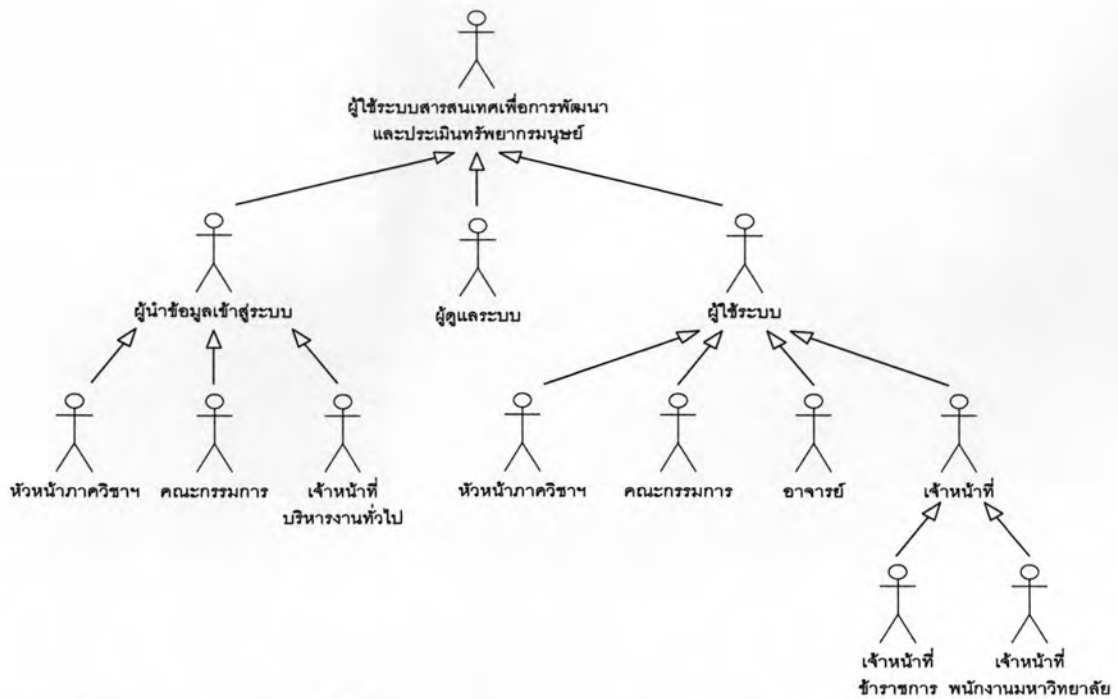 ผู้ใช้ระบบสารสนเทศเพื่อการพัฒนา
และประเมินทรัพยากรมนุษย์
ผู้นำข้อมูลเข้าสู่ระบบ
ผู้ดูแลระบบ
ผู้ใช้ระบบ
หัวหน้าภาควิชาฯ
คณะกรรมการ
เจ้าหน้าที่
บริหารงานทั่วไป
หัวหน้าภาควิชาฯ
คณะกรรมการ
อาจารย์
เจ้าหน้าที่
เจ้าหน้าที่
ข้าราชการ
เจ้าหน้าที่
พนักงานมหาวิทยาลัย